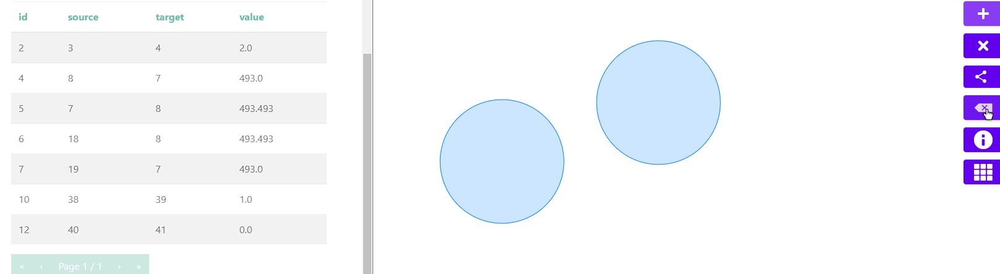 id source target value
2 3 4 2.0
4 8 7 493.0
5 7 8 493.493
6 18 8 493.493
7 19 7 493.0
10 38 39 1.0
12 40 41 0.0
« ‹ Page 1 / 1 › »